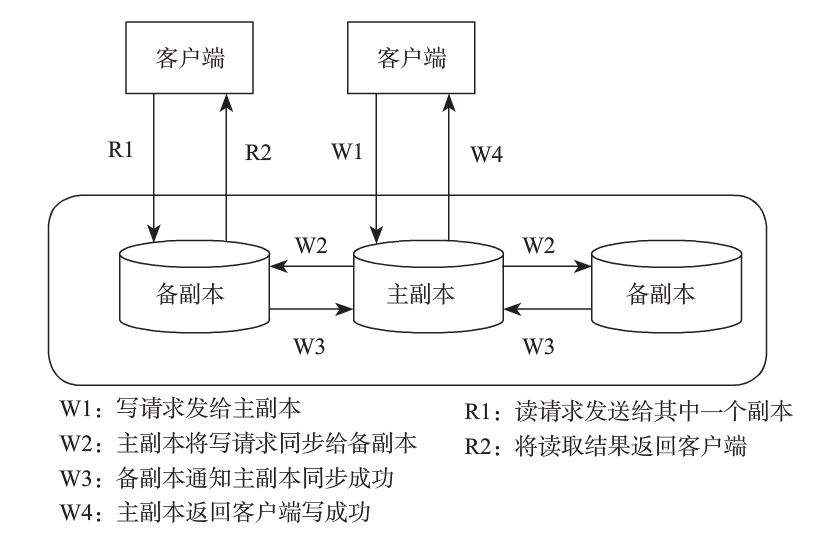 客户端
客户端
R1
R2
W1
W4
备副本
W2
W3
主副本
W2
W3
备副本
W1：写请求发给主副本
W2：主副本将写请求同步给备副本
W3：备副本通知主副本同步成功
W4：主副本返回客户端写成功
R1：读请求发送给其中一个副本
R2：将读取结果返回客户端